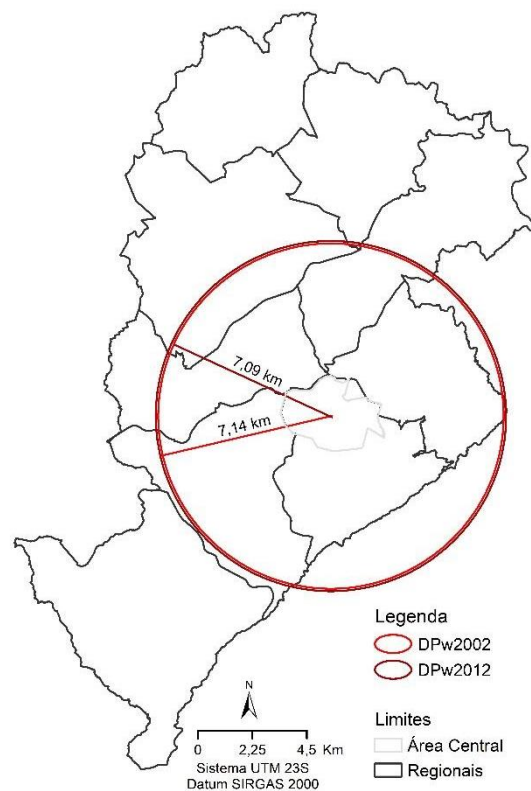 7,09 km
7,14 km
Legenda
DPw2002
DPw2012
N
0 2,25 4,5 Km
Sistema UTM 23S
Datum SIRGAS 2000
Limites
Área Central
Regionais